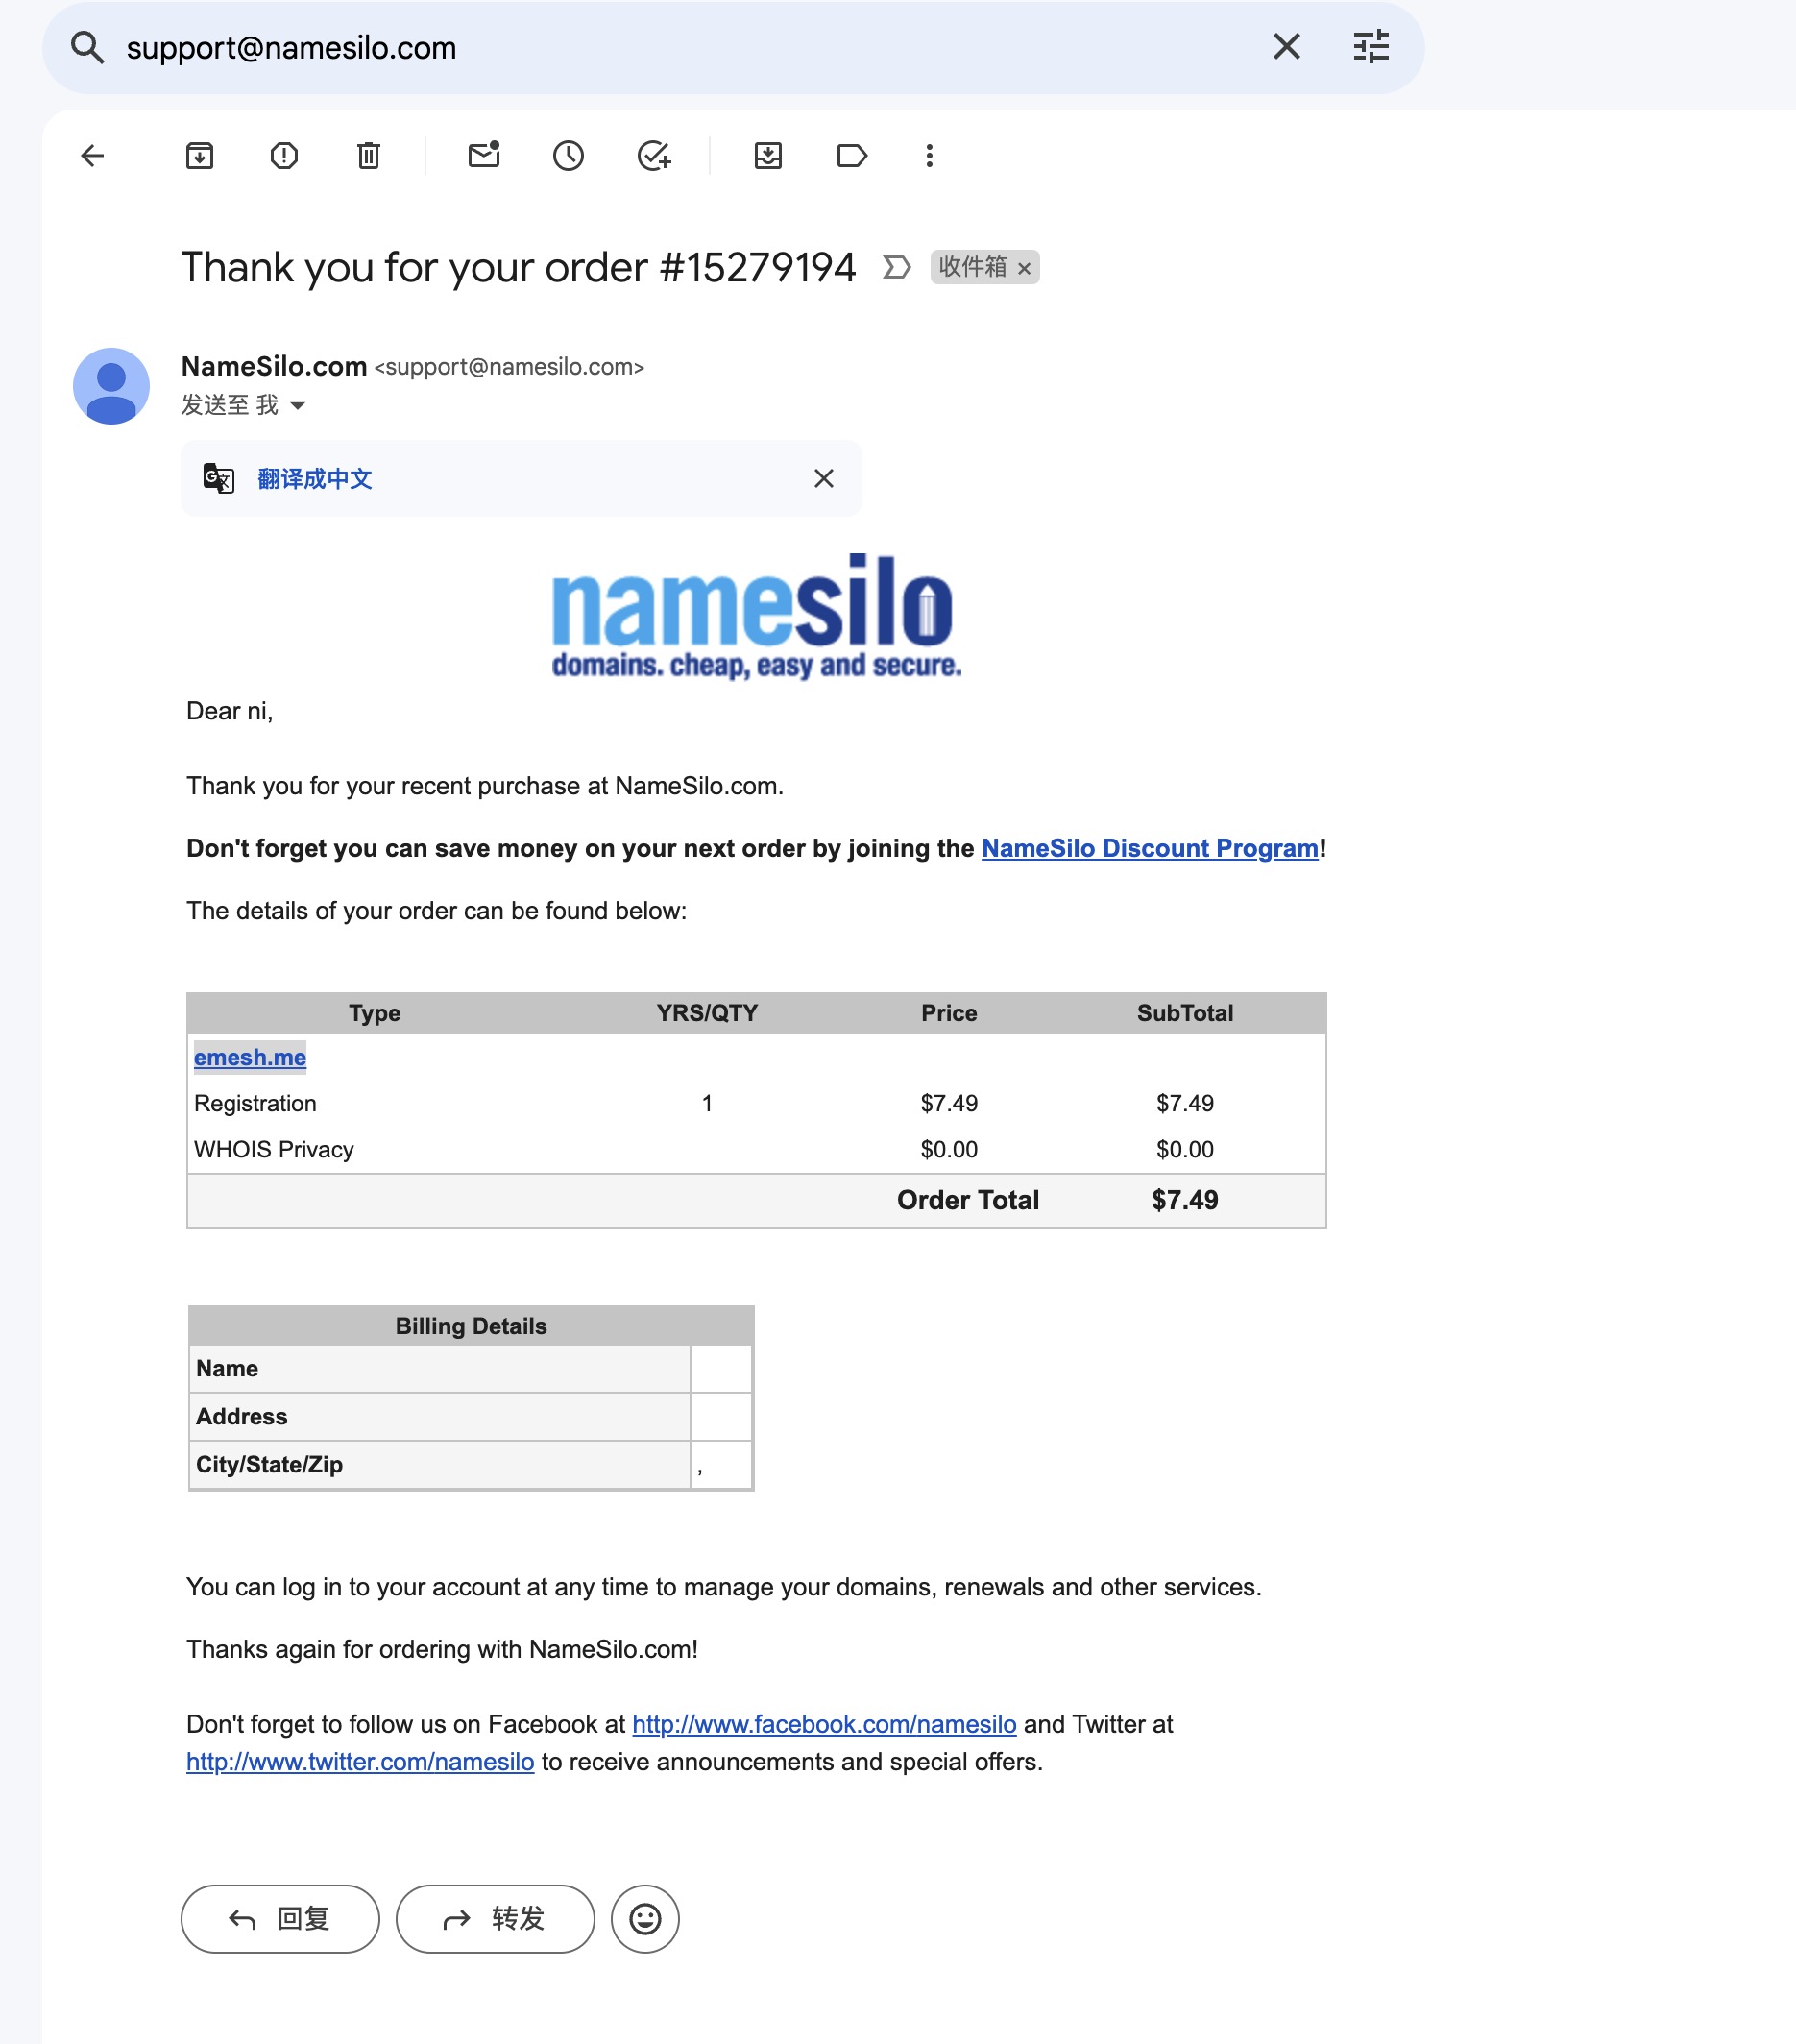 support@namesilo.com
Thank you for your order #15279194 收件箱 ×
NameSilo.com <support@namesilo.com>
发送至 我
翻译成中文
namesilo
domains. cheap, easy and secure.
Dear ni,
Thank you for your recent purchase at NameSilo.com.
Don't forget you can save money on your next order by joining the NameSilo Discount Program!
The details of your order can be found below:
Type YRS/QTY Price SubTotal
emesh.me
Registration 1 $7.49 $7.49
WHOIS Privacy $0.00 $0.00
Order Total $7.49
Billing Details
Name
Address
City/State/Zip ,
You can log in to your account at any time to manage your domains, renewals and other services.
Thanks again for ordering with NameSilo.com!
Don't forget to follow us on Facebook at http://www.facebook.com/namesilo and Twitter at
http://www.twitter.com/namesilo to receive announcements and special offers.
回复 转发